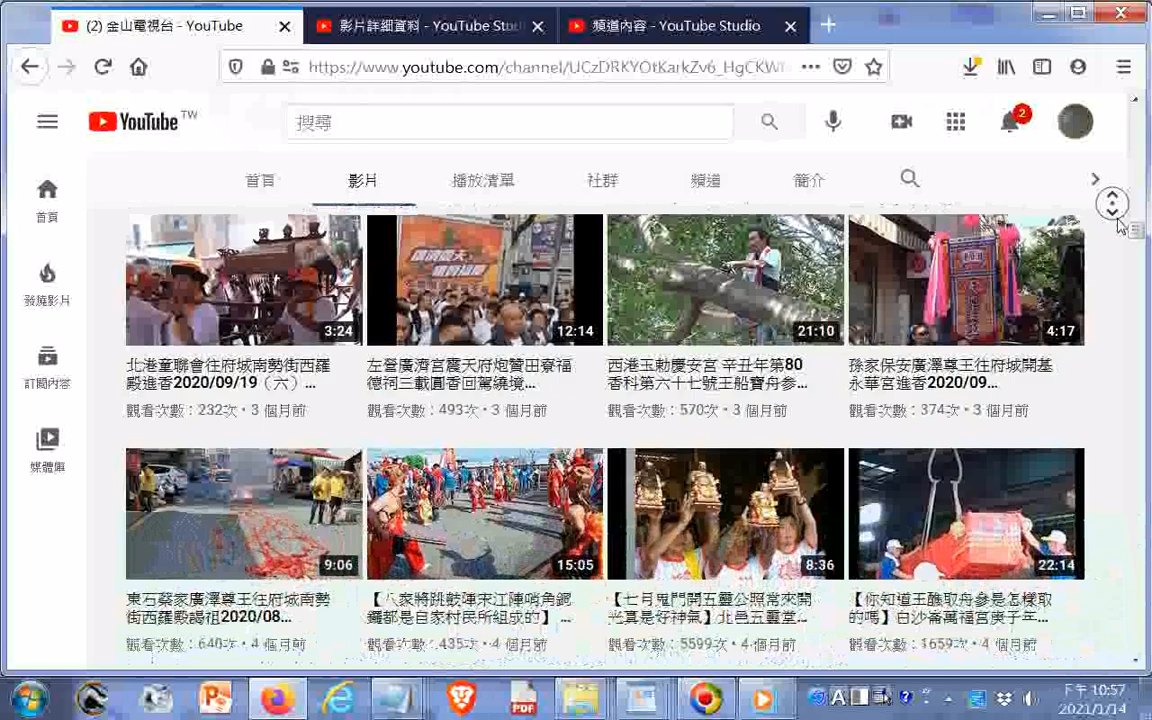 (2) 金山電視台 - YouTube
影片詳細資料 - YouTube Stu
頻道內容 - YouTube Studio
https://www.youtube.com/channel/UCzDRKYOtKarkZv6_HgCKW
YouTube TW
搜尋
2
首頁 影片 播放清單 社群 頻道 簡介
首頁
發燒影片
訂閱內容
媒體庫
3:24
12:14
21:10
4:17
北港童聯會往府城南勢街西羅
殿進香2020/09/19（六）...
觀看次數：232次・3 個月前
左營廣濟宮震天府炮贊田寮福
德祠三載圓香回駕繞境...
觀看次數：493次・3 個月前
西港玉勅慶安宮 辛丑年第80
香科第六十七號王船寶舟參...
觀看次數：570次・3 個月前
孫家保安廣澤尊王往府城開基
永華宮進香2020/09...
觀看次數：374次・3 個月前
9:06
15:05
8:36
22:14
東石蔡家廣澤尊王往府城南勢
街西羅殿謁祖2020/08...
觀看次數：640次・4 個月前
【八家將跳鼓陣宋江陣哨角鑼
鑼都是自家村民所組成的】...
觀看次數：435次・4 個月前
【七月鬼門開五靈公照常來開
光真是好神氣】北邑五靈堂...
觀看次數：5599次・4 個月前
【你知道王醮取舟參是怎樣取
的嗎】白沙崙萬福宮庚子年...
觀看次數：1659次・4 個月前
PDF
A
下午 10:57
2021/1/14